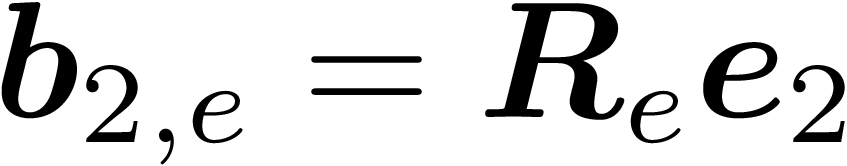 b_{2,e} = R_e e_2